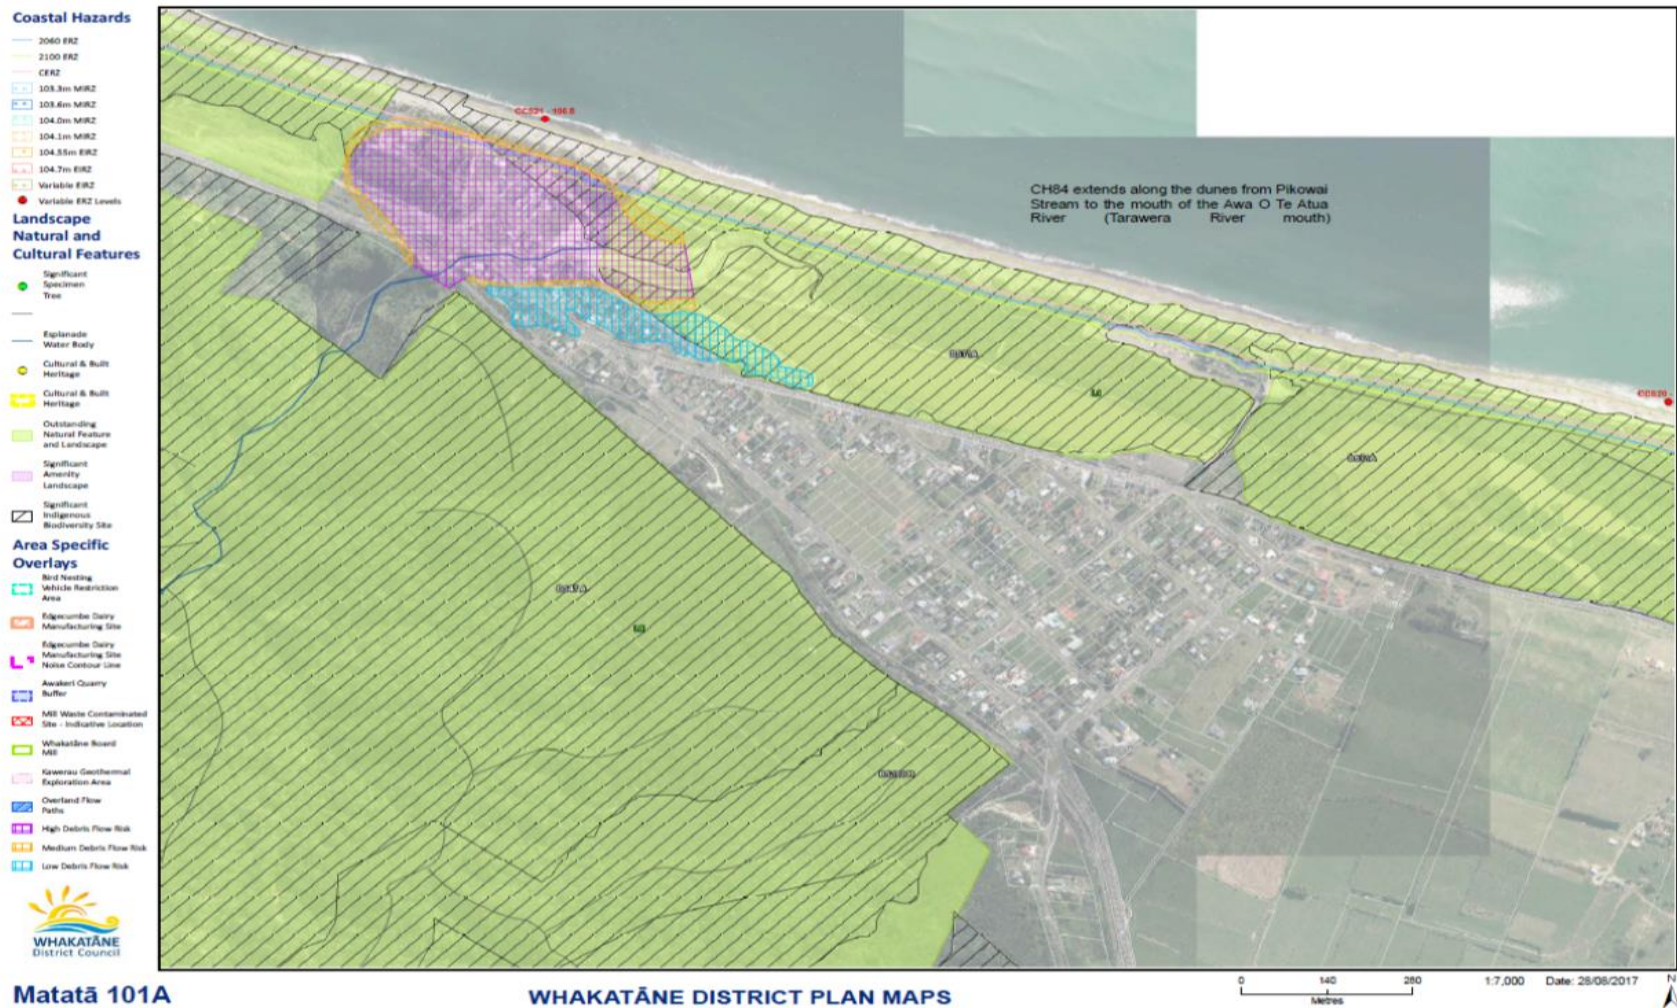 Coastal Hazards
2060 ERZ
2100 ERZ
CERZ
103.3m MIRZ
103.6m MIRZ
104.0m MIRZ
104.1m MIRZ
104.55m EIRZ
104.7m EIRZ
Variable EIRZ
Variable ERZ Levels
Landscape
Natural and
Cultural Features
Significant
Specimen
Tree
Esplanade
Water Body
Cultural & Built
Heritage
Cultural & Built
Heritage
Outstanding
Natural Feature
and Landscape
Significant
Amenity
Landscape
Significant
Indigenous
Biodiversity Site
Area Specific
Overlays
Bird Nesting
Vehicle Restriction
Area
Edgecumbe Dairy
Manufacturing Site
Edgecumbe Dairy
Manufacturing Site
Noise Contour Line
Awakeri Quarry
Buffer
Mill Waste Contaminated
Site - Indicative Location
Whakatāne Board
Mill
Kawerau Geothermal
Exploration Area
Overland Flow
Paths
High Debris Flow Risk
Medium Debris Flow Risk
Low Debris Flow Risk
WHAKATĀNE
District Council
CH84 extends along the dunes from Pikowai
Stream to the mouth of the Awa O Te Atua
River (Tarawera River mouth)
Matatā 101A
WHAKATĀNE DISTRICT PLAN MAPS
0 140 280
Metres
1:7,000
Date: 28/08/2017
N